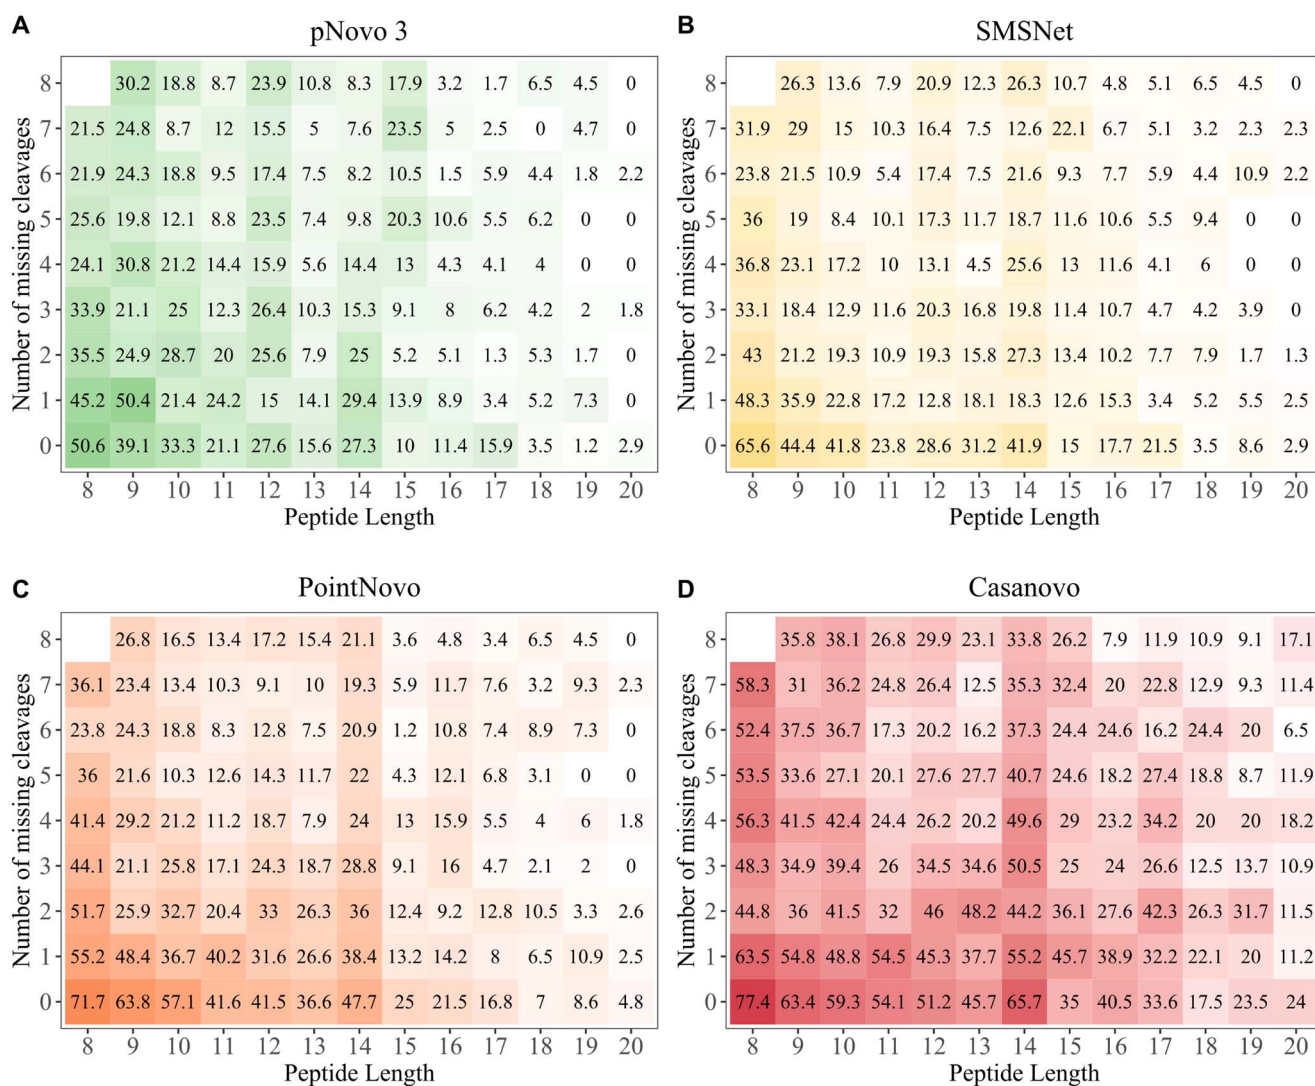 A
pNovo 3
Number of missing cleavages
8 30.2 18.8 8.7 23.9 10.8 8.3 17.9 3.2 1.7 6.5 4.5 0
7 21.5 24.8 8.7 12 15.5 5 7.6 23.5 5 2.5 0 4.7 0
6 21.9 24.3 18.8 9.5 17.4 7.5 8.2 10.5 1.5 5.9 4.4 1.8 2.2
5 25.6 19.8 12.1 8.8 23.5 7.4 9.8 20.3 10.6 5.5 6.2 0 0
4 24.1 30.8 21.2 14.4 15.9 5.6 14.4 13 4.3 4.1 4 0 0
3 33.9 21.1 25 12.3 26.4 10.3 15.3 9.1 8 6.2 4.2 2 1.8
2 35.5 24.9 28.7 20 25.6 7.9 25 5.2 5.1 1.3 5.3 1.7 0
1 45.2 50.4 21.4 24.2 15 14.1 29.4 13.9 8.9 3.4 5.2 7.3 0
0 50.6 39.1 33.3 21.1 27.6 15.6 27.3 10 11.4 15.9 3.5 1.2 2.9
8 9 10 11 12 13 14 15 16 17 18 19 20
Peptide Length
B
SMSNet
Number of missing cleavages
8 26.3 13.6 7.9 20.9 12.3 26.3 10.7 4.8 5.1 6.5 4.5 0
7 31.9 29 15 10.3 16.4 7.5 12.6 22.1 6.7 5.1 3.2 2.3 2.3
6 23.8 21.5 10.9 5.4 17.4 7.5 21.6 9.3 7.7 5.9 4.4 10.9 2.2
5 36 19 8.4 10.1 17.3 11.7 18.7 11.6 10.6 5.5 9.4 0 0
4 36.8 23.1 17.2 10 13.1 4.5 25.6 13 11.6 4.1 6 0 0
3 33.1 18.4 12.9 11.6 20.3 16.8 19.8 11.4 10.7 4.7 4.2 3.9 0
2 43 21.2 19.3 10.9 19.3 15.8 27.3 13.4 10.2 7.7 7.9 1.7 1.3
1 48.3 35.9 22.8 17.2 12.8 18.1 18.3 12.6 15.3 3.4 5.2 5.5 2.5
0 65.6 44.4 41.8 23.8 28.6 31.2 41.9 15 17.7 21.5 3.5 8.6 2.9
8 9 10 11 12 13 14 15 16 17 18 19 20
Peptide Length
C
PointNovo
Number of missing cleavages
8 26.8 16.5 13.4 17.2 15.4 21.1 3.6 4.8 3.4 6.5 4.5 0
7 36.1 23.4 13.4 10.3 9.1 10 19.3 5.9 11.7 7.6 3.2 9.3 2.3
6 23.8 24.3 18.8 8.3 12.8 7.5 20.9 1.2 10.8 7.4 8.9 7.3 0
5 36 21.6 10.3 12.6 14.3 11.7 22 4.3 12.1 6.8 3.1 0 0
4 41.4 29.2 21.2 11.2 18.7 7.9 24 13 15.9 5.5 4 6 1.8
3 44.1 21.1 25.8 17.1 24.3 18.7 28.8 9.1 16 4.7 2.1 2 0
2 51.7 25.9 32.7 20.4 33 26.3 36 12.4 9.2 12.8 10.5 3.3 2.6
1 55.2 48.4 36.7 40.2 31.6 26.6 38.4 13.2 14.2 8 6.5 10.9 2.5
0 71.7 63.8 57.1 41.6 41.5 36.6 47.7 25 21.5 16.8 7 8.6 4.8
8 9 10 11 12 13 14 15 16 17 18 19 20
Peptide Length
D
Casanovo
Number of missing cleavages
8 35.8 38.1 26.8 29.9 23.1 33.8 26.2 7.9 11.9 10.9 9.1 17.1
7 58.3 31 36.2 24.8 26.4 12.5 35.3 32.4 20 22.8 12.9 9.3 11.4
6 52.4 37.5 36.7 17.3 20.2 16.2 37.3 24.4 24.6 16.2 24.4 20 6.5
5 53.5 33.6 27.1 20.1 27.6 27.7 40.7 24.6 18.2 27.4 18.8 8.7 11.9
4 56.3 41.5 42.4 24.4 26.2 20.2 49.6 29 23.2 34.2 20 20 18.2
3 48.3 34.9 39.4 26 34.5 34.6 50.5 25 24 26.6 12.5 13.7 10.9
2 44.8 36 41.5 32 46 48.2 44.2 36.1 27.6 42.3 26.3 31.7 11.5
1 63.5 54.8 48.8 54.5 45.3 37.7 55.2 45.7 38.9 32.2 22.1 20 11.2
0 77.4 63.4 59.3 54.1 51.2 45.7 65.7 35 40.5 33.6 17.5 23.5 24
8 9 10 11 12 13 14 15 16 17 18 19 20
Peptide Length